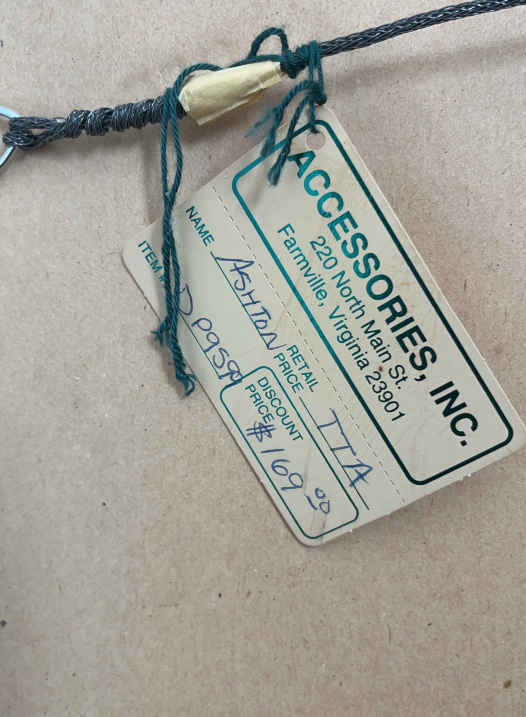 ACCESSORIES, INC.
220 North Main St.
Farmville, Virginia 23901
NAME ASHTON
RETAIL
PRICE TTA
ITEM
DISCOUNT
PRICE $169.00